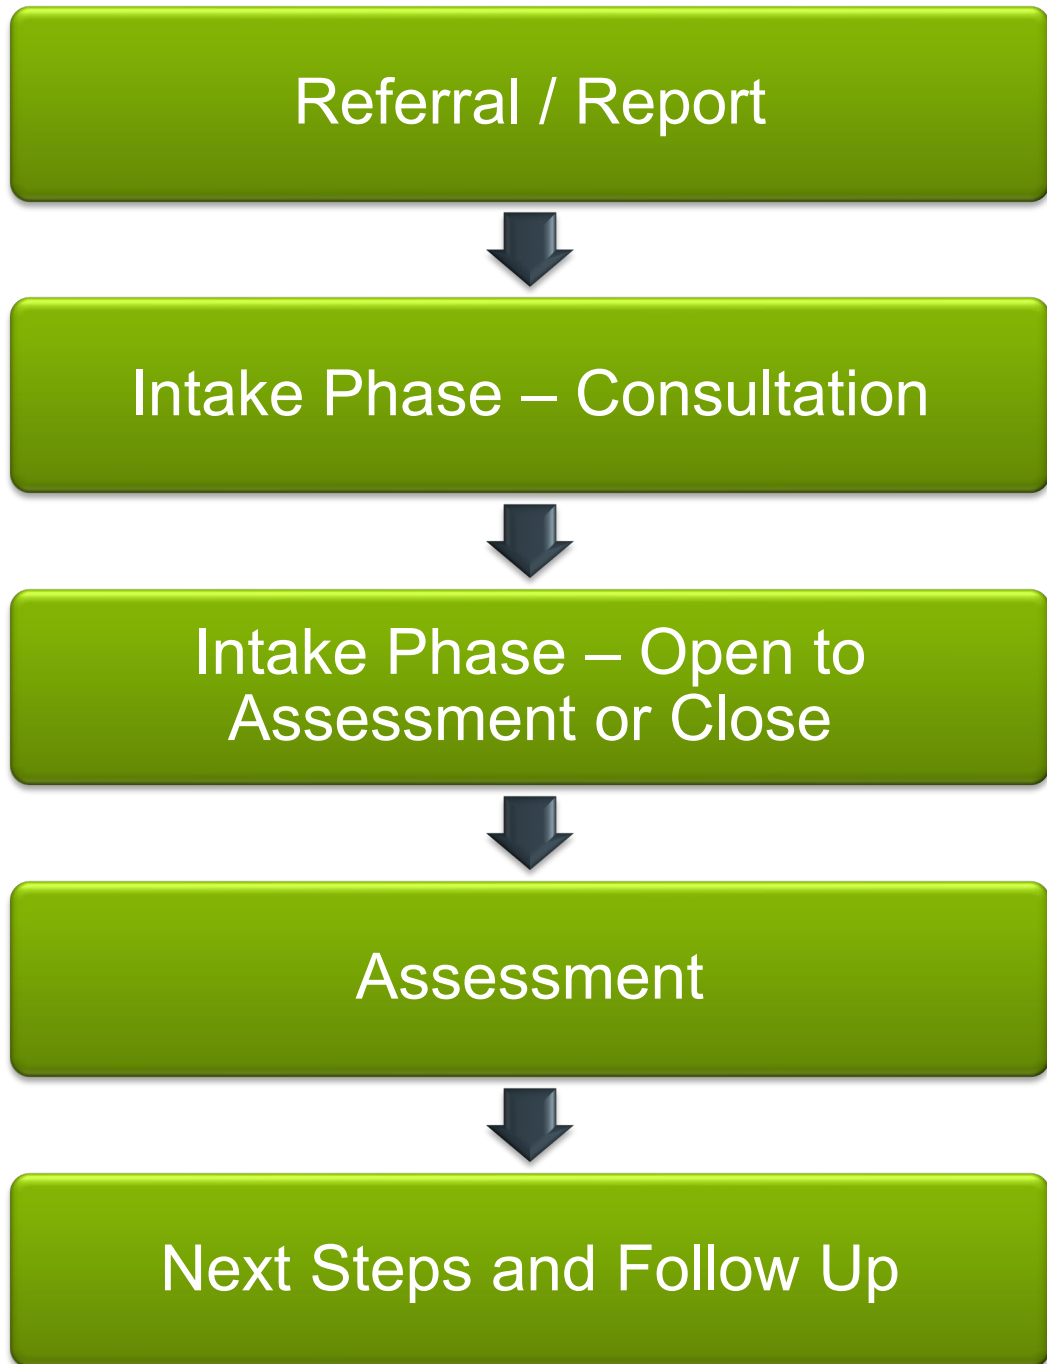 Referral / Report
Intake Phase – Consultation
Intake Phase – Open to
Assessment or Close
Assessment
Next Steps and Follow Up